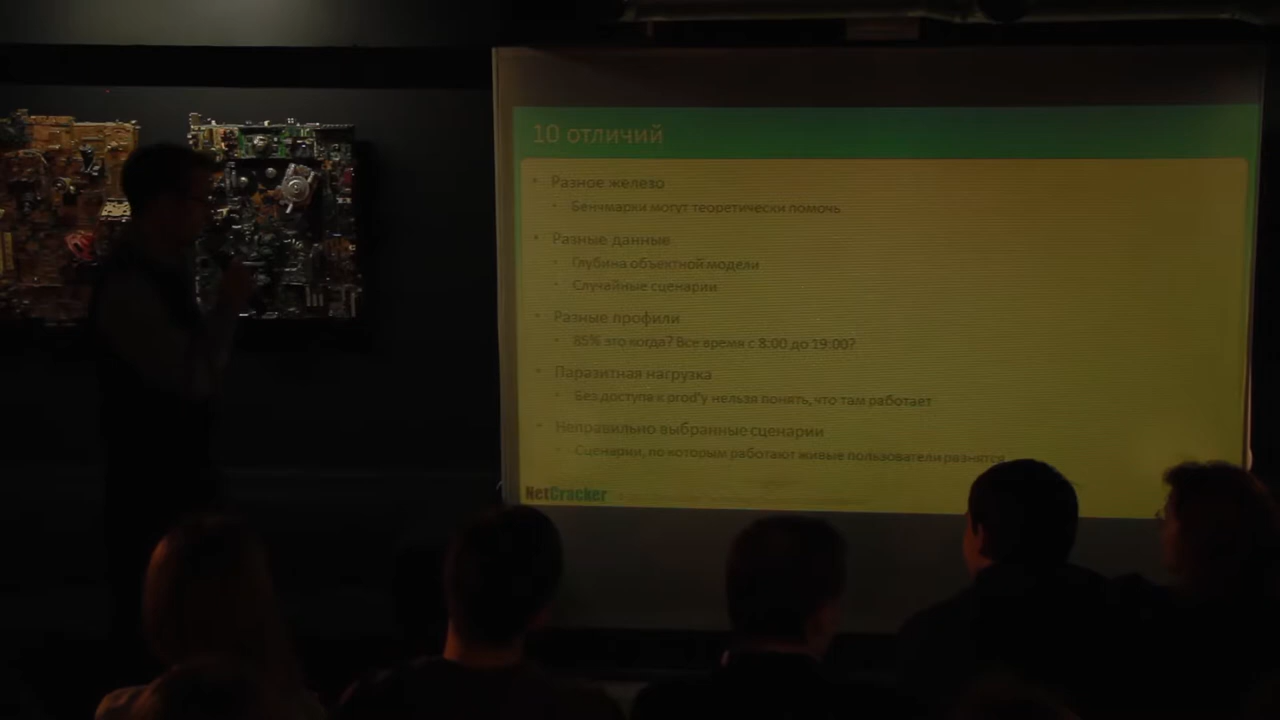 10 отличий
• Разное железо
• Бенчмарки могут теоретически помочь
• Разные данные
• Глубина объектной модели
• Случайные сценарии
• Разные профили
• 85% это когда? Все время с 8:00 до 19:00?
• Паразитная нагрузка
• Без доступа к prod'у нельзя понять, что там работает
• Неправильно выбранные сценарии
• Сценарии, по которым работают живые пользователи разнятся
NetCracker